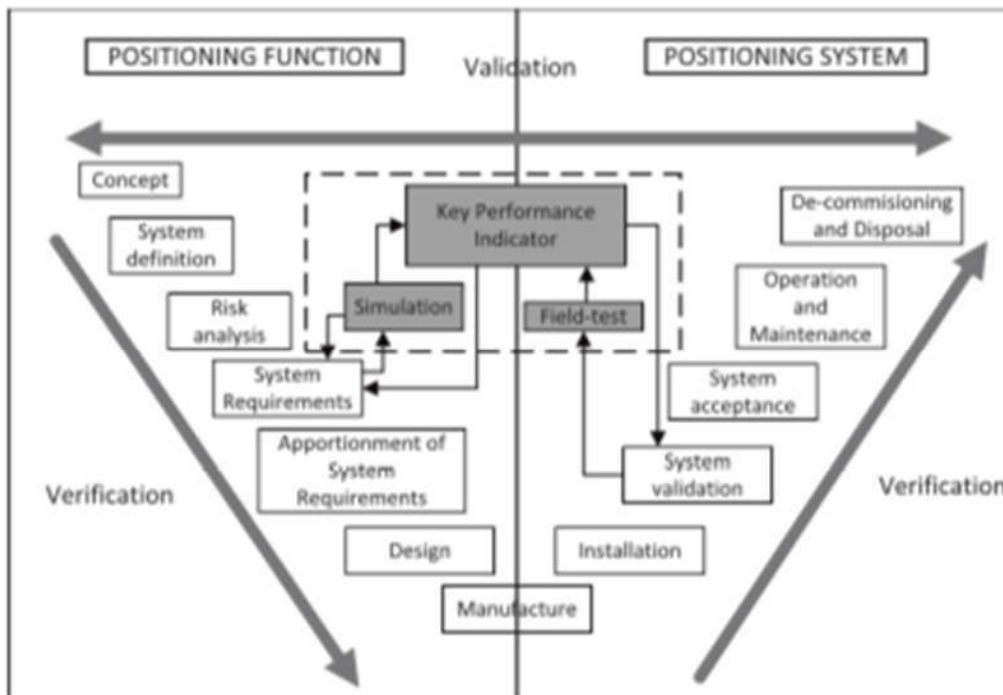 POSITIONING FUNCTION
Validation
POSITIONING SYSTEM
Concept
System
definition
Risk
analysis
Key Performance
Indicator
Simulation
Field-test
System
Requirements
Apportionment of
System
Requirements
Verification
Design
Manufacture
Installation
System
validation
System
acceptance
Operation
and
Maintenance
De-commisioning
and Disposal
Verification